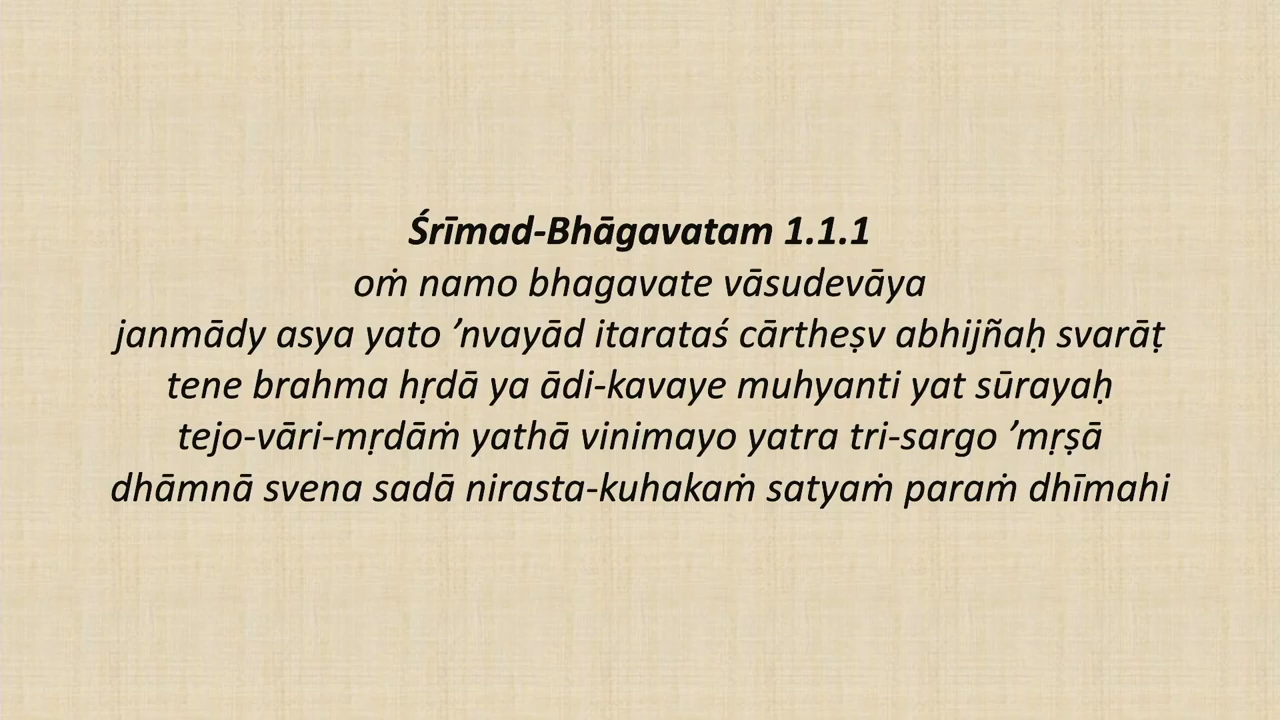 Śrīmad-Bhāgavatam 1.1.1
oṁ namo bhagavate vāsudevāya
janmādy asya yato ’nvayād itarataś cārtheṣv abhijñaḥ svarāṭ
tene brahma hṛdā ya ādi-kavaye muhyanti yat sūrayaḥ
tejo-vāri-mṛdāṁ yathā vinimayo yatra tri-sargo ’mṛṣā
dhāmnā svena sadā nirasta-kuhakaṁ satyaṁ paraṁ dhīmahi